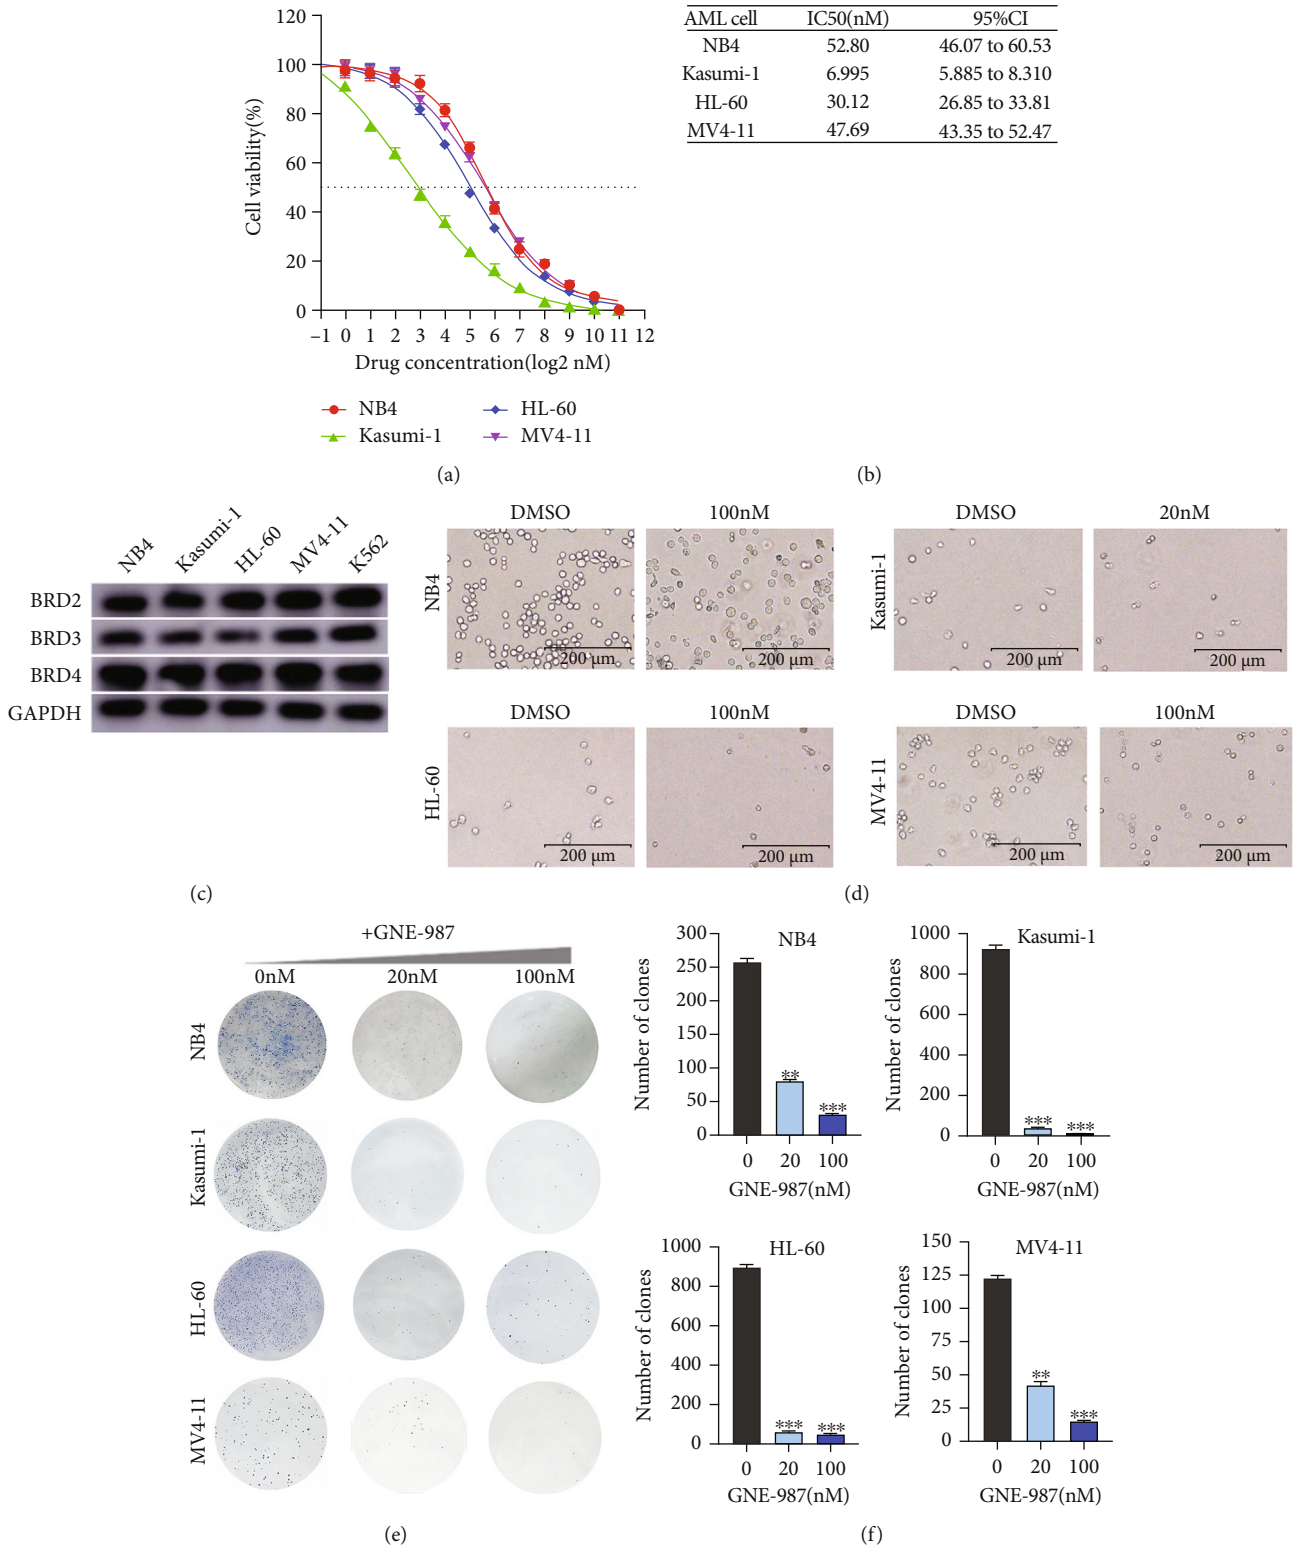 120
100
80
60
40
20
0
Cell viability(%)
–1 0 1 2 3 4 5 6 7 8 9 10 11 12
Drug concentration(log2 nM)
NB4 HL-60
Kasumi-1 MV4-11
(a)
AML cell IC50(nM) 95%CI
NB4 52.80 46.07 to 60.53
Kasumi-1 6.995 5.885 to 8.310
HL-60 30.12 26.85 to 33.81
MV4-11 47.69 43.35 to 52.47
(b)
NB4 Kasumi-1 HL-60 MV4-11 K562
BRD2
BRD3
BRD4
GAPDH
(c)
DMSO 100nM
NB4
200 µm 200 µm
DMSO 20nM
Kasumi-1
200 µm 200 µm
DMSO 100nM
HL-60
200 µm 200 µm
DMSO 100nM
MV4-11
200 µm 200 µm
(d)
+GNE-987
0nM 20nM 100nM
NB4
Kasumi-1
HL-60
MV4-11
(e)
NB4
300
250
200
150
100
50
0
Number of clones
**
***
0 20 100
GNE-987(nM)
Kasumi-1
1000
800
600
400
200
0
Number of clones
***
***
0 20 100
GNE-987(nM)
HL-60
1000
800
600
400
200
0
Number of clones
***
***
0 20 100
GNE-987(nM)
MV4-11
150
125
100
75
50
25
0
Number of clones
**
***
0 20 100
GNE-987(nM)
(f)